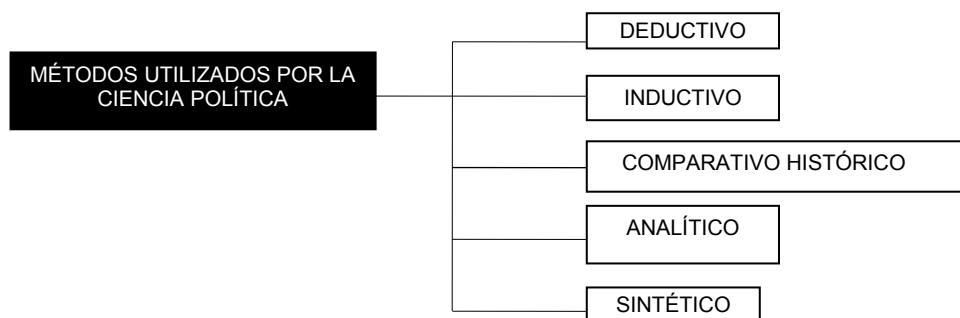 MÉTODOS UTILIZADOS POR LA
CIENCIA POLÍTICA
DEDUCTIVO
INDUCTIVO
COMPARATIVO HISTÓRICO
ANALÍTICO
SINTÉTICO